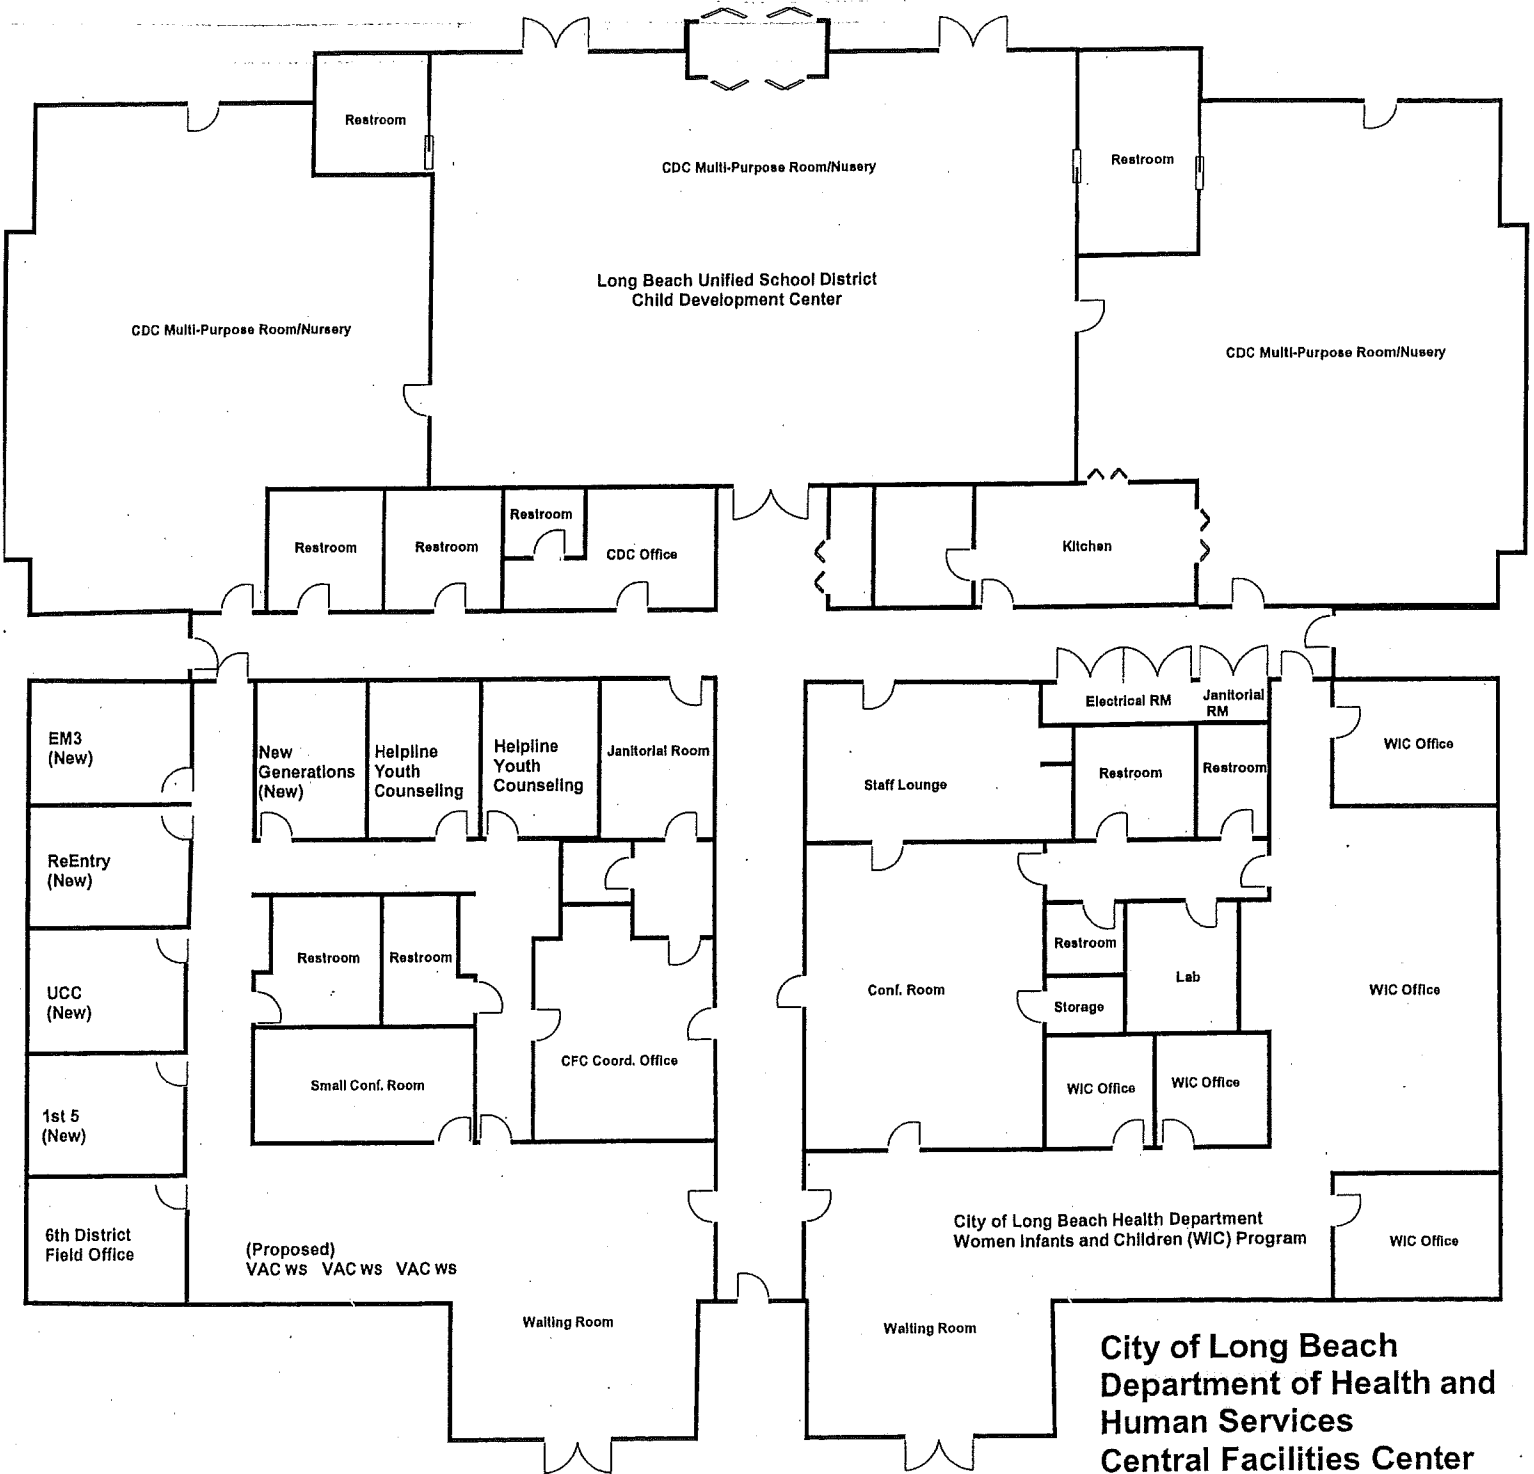 Restroom
CDC Multi-Purpose Room/Nusery
Restroom
Long Beach Unified School District
Child Development Center
CDC Multi-Purpose Room/Nursery
CDC Multi-Purpose Room/Nusery
Restroom
Restroom
Restroom
CDC Office
Kitchen
EM3
(New)
New
Generations
(New)
Helpline
Youth
Counseling
Helpline
Youth
Counseling
Janitorial Room
Staff Lounge
Electrical RM
Janitorial
RM
Restroom
Restroom
WIC Office
ReEntry
(New)
Restroom
Restroom
Conf. Room
Restroom
Lab
Storage
WIC Office
UCC
(New)
Small Conf. Room
CFC Coord. Office
WIC Office
WIC Office
1st 5
(New)
6th District
Field Office
(Proposed)
VAC ws VAC ws VAC ws
City of Long Beach Health Department
Women Infants and Children (WIC) Program
WIC Office
Waiting Room
Waiting Room
City of Long Beach
Department of Health and
Human Services
Central Facilities Center